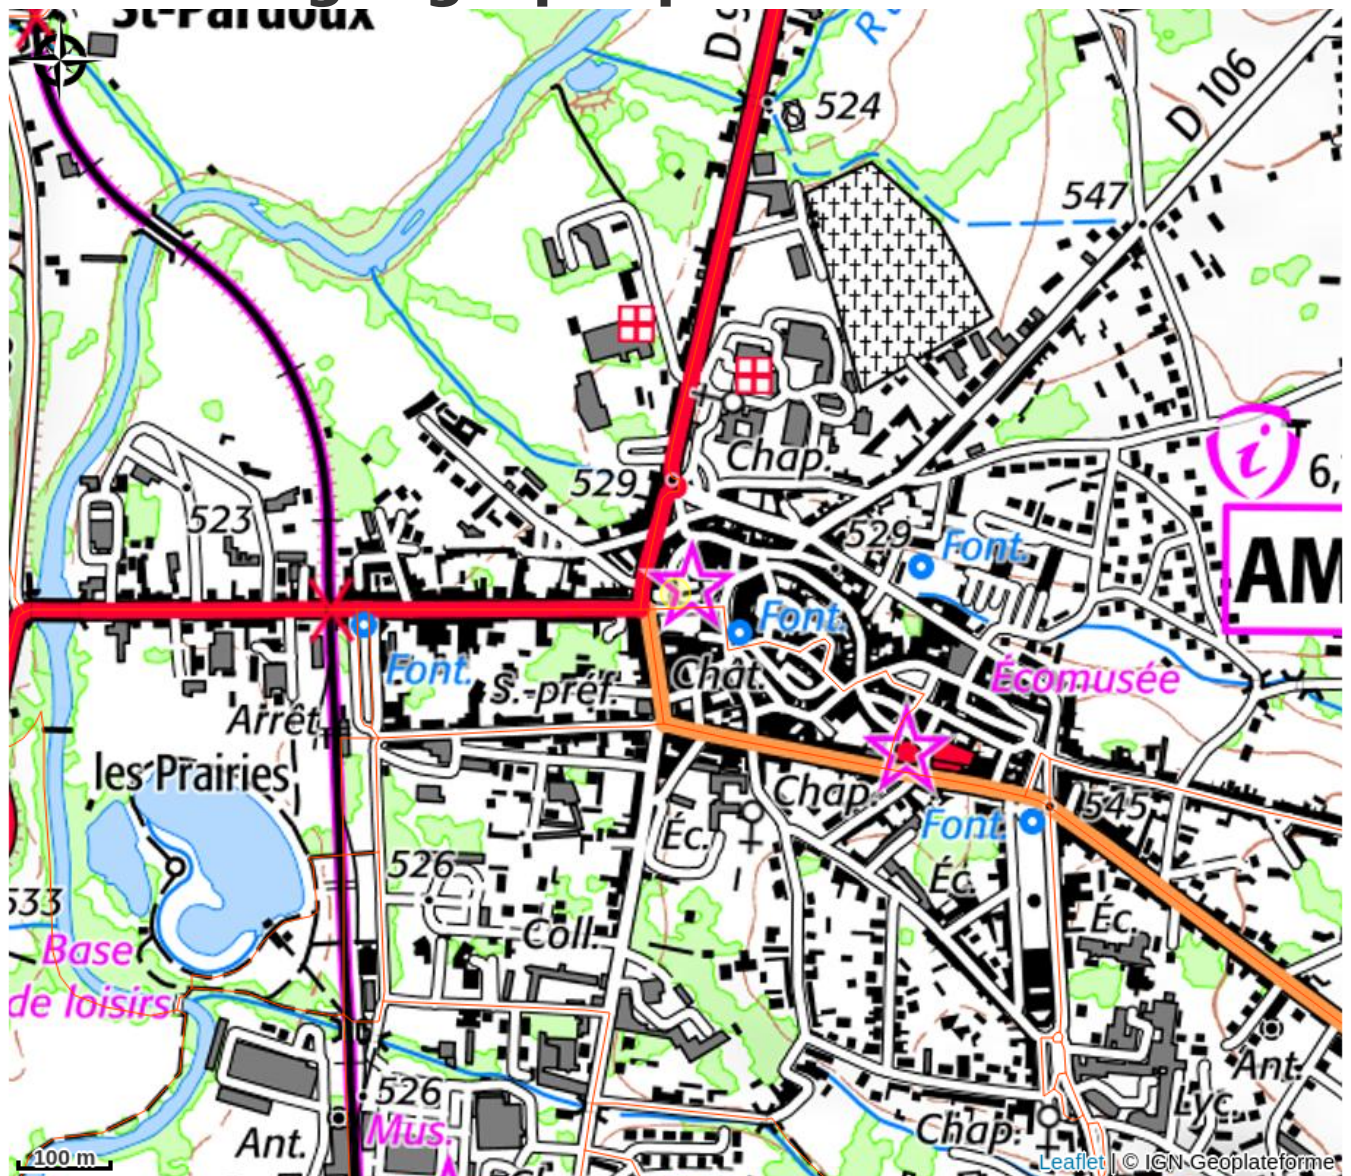 St-Pardoux
D 9
524
D 106
547
Chap.
529
6,
523
529
Font.
AM
Font.
Font.
S.-préf.
Chât.
Écomusée
Arrêt
les Prairies
Chap.
545
Font.
Éc.
526
Éc.
533
Éc.
Coll.
Base
de loisirs
526
Ant.
Lyc.
Ant.
Mus.
Chap.
100 m
Leaflet | © IGN Geoplateforme